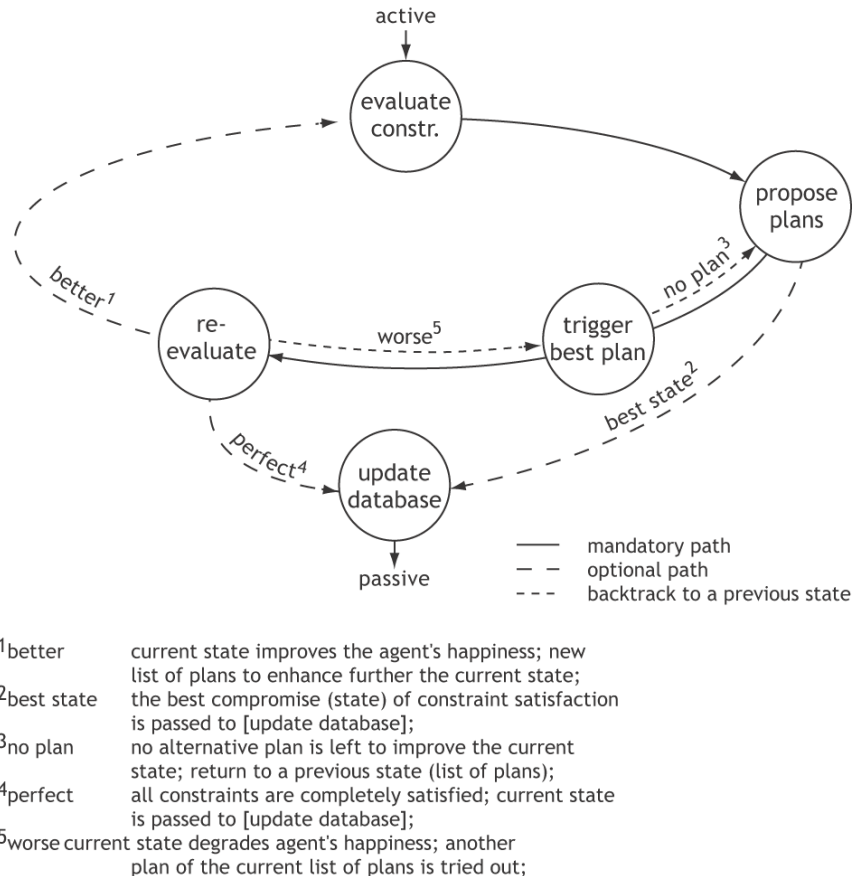 active
evaluate
constr.
propose
plans
no plan3
better1
re-
evaluate
worse5
trigger
best plan
best state2
perfect4
update
database
passive
mandatory path
optional path
backtrack to a previous state
1better current state improves the agent's happiness; new
list of plans to enhance further the current state;
2best state the best compromise (state) of constraint satisfaction
is passed to [update database];
3no plan no alternative plan is left to improve the current
state; return to a previous state (list of plans);
4perfect all constraints are completely satisfied; current state
is passed to [update database];
5worse current state degrades agent's happiness; another
plan of the current list of plans is tried out;